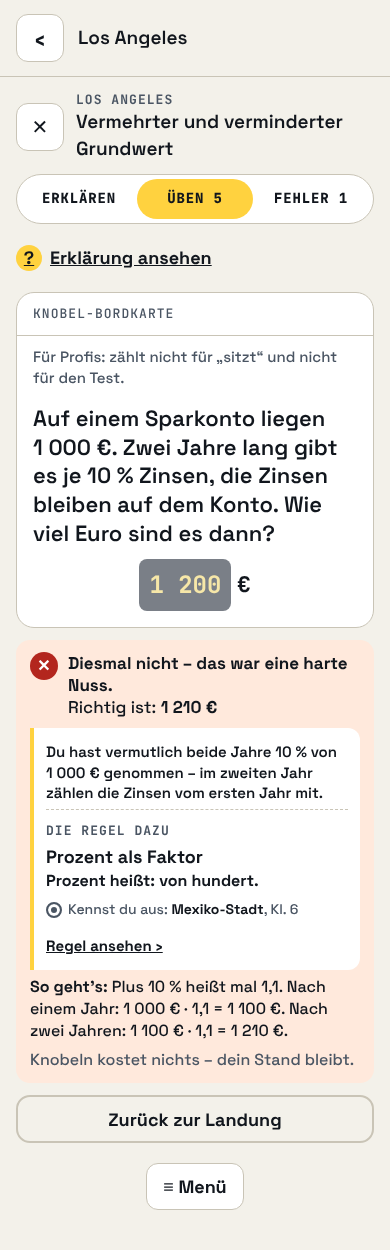 < Los Angeles
× LOS ANGELES
Vermehrter und verminderter
Grundwert
ERKLÄREN ÜBEN 5 FEHLER 1
? Erklärung ansehen
KNOBEL-BORDKARTE
Für Profis: zählt nicht für „sitzt“ und nicht
für den Test.
Auf einem Sparkonto liegen
1 000 €. Zwei Jahre lang gibt
es je 10 % Zinsen, die Zinsen
bleiben auf dem Konto. Wie
viel Euro sind es dann?
1 200 €
× Diesmal nicht – das war eine harte
Nuss.
Richtig ist: 1 210 €
Du hast vermutlich beide Jahre 10 % von
1 000 € genommen – im zweiten Jahr
zählen die Zinsen vom ersten Jahr mit.
DIE REGEL DAZU
Prozent als Faktor
Prozent heißt: von hundert.
Kennst du aus: Mexiko-Stadt, Kl. 6
Regel ansehen >
So geht's: Plus 10 % heißt mal 1,1. Nach
einem Jahr: 1 000 € · 1,1 = 1 100 €. Nach
zwei Jahren: 1 100 € · 1,1 = 1 210 €.
Knobeln kostet nichts – dein Stand bleibt.
Zurück zur Landung
≡ Menü